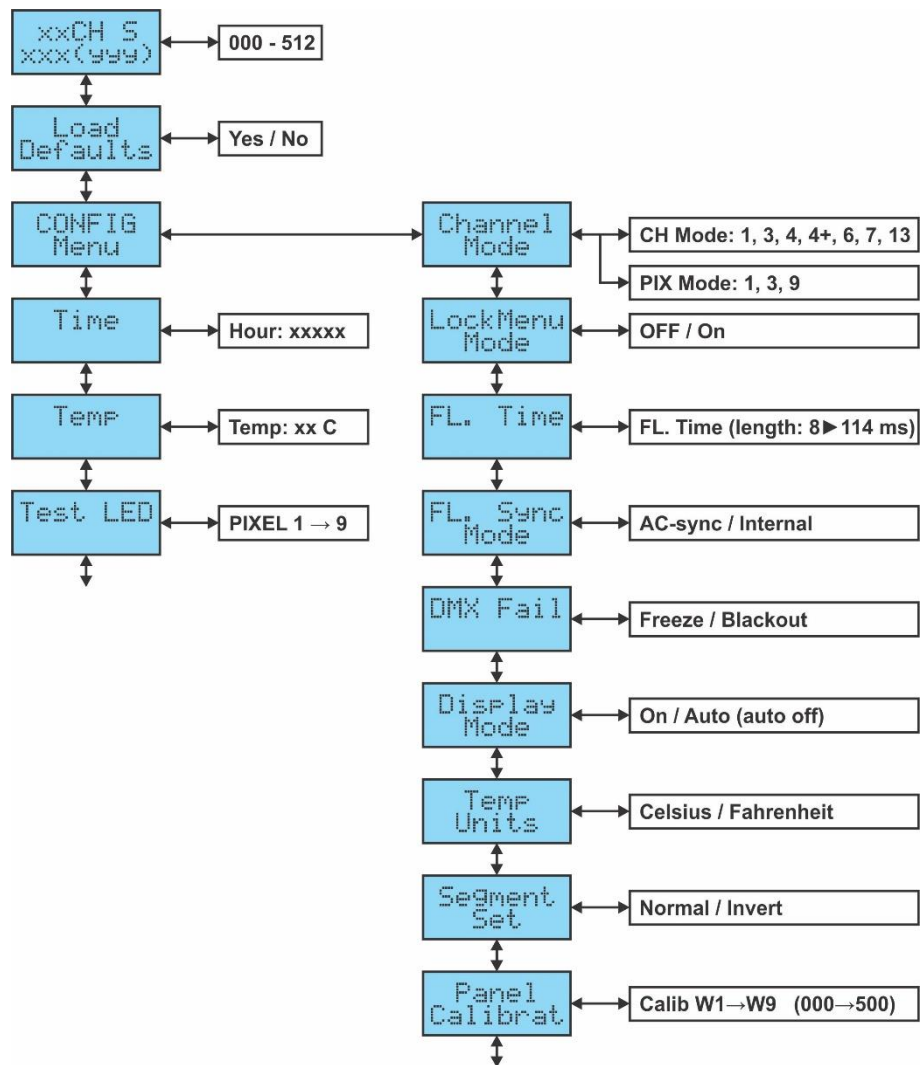 xxCH S
xxx(yyy)
000 - 512
Load
Defaults
Yes / No
CONFIG
Menu
Time
Hour: xxxxx
Temp
Temp: xx C
Test LED
PIXEL 1 → 9
Channel
Mode
CH Mode: 1, 3, 4, 4+, 6, 7, 13
PIX Mode: 1, 3, 9
LockMenu
Mode
OFF / On
FL. Time
FL. Time (length: 8►114 ms)
FL. Sync
Mode
AC-sync / Internal
DMX Fail
Freeze / Blackout
Display
Mode
On / Auto (auto off)
Temp
Units
Celsius / Fahrenheit
Segment
Set
Normal / Invert
Panel
Calibrat
Calib W1→W9 (000→500)